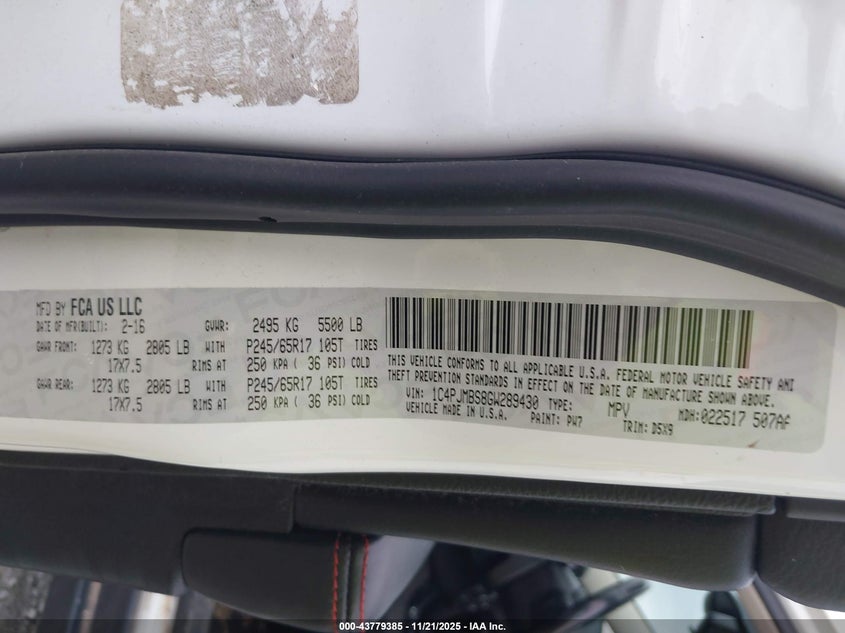 MFD BY FCA US LLC
DATE OF MFR(BUILT): 2-16 GVWR: 2495 KG 5500 LB
GAWR FRONT: 1273 KG 2805 LB WITH P245/65R17 105T TIRES
17X7.5 RIMS AT 250 KPA ( 36 PSI) COLD
GAWR REAR: 1273 KG 2805 LB WITH P245/65R17 105T TIRES
17X7.5 RIMS AT 250 KPA ( 36 PSI) COLD
THIS VEHICLE CONFORMS TO ALL APPLICABLE U.S.A. FEDERAL MOTOR VEHICLE SAFETY AND
THEFT PREVENTION STANDARDS IN EFFECT ON THE DATE OF MANUFACTURE SHOWN ABOVE.
VIN: 1C4PJMBS8GW289430 TYPE: MPV MDH: 022517 507AF
VEHICLE MADE IN U.S.A. PAINT: PW7 TRIM: D5X9
000-43779385 - 11/21/2025 - IAA Inc.